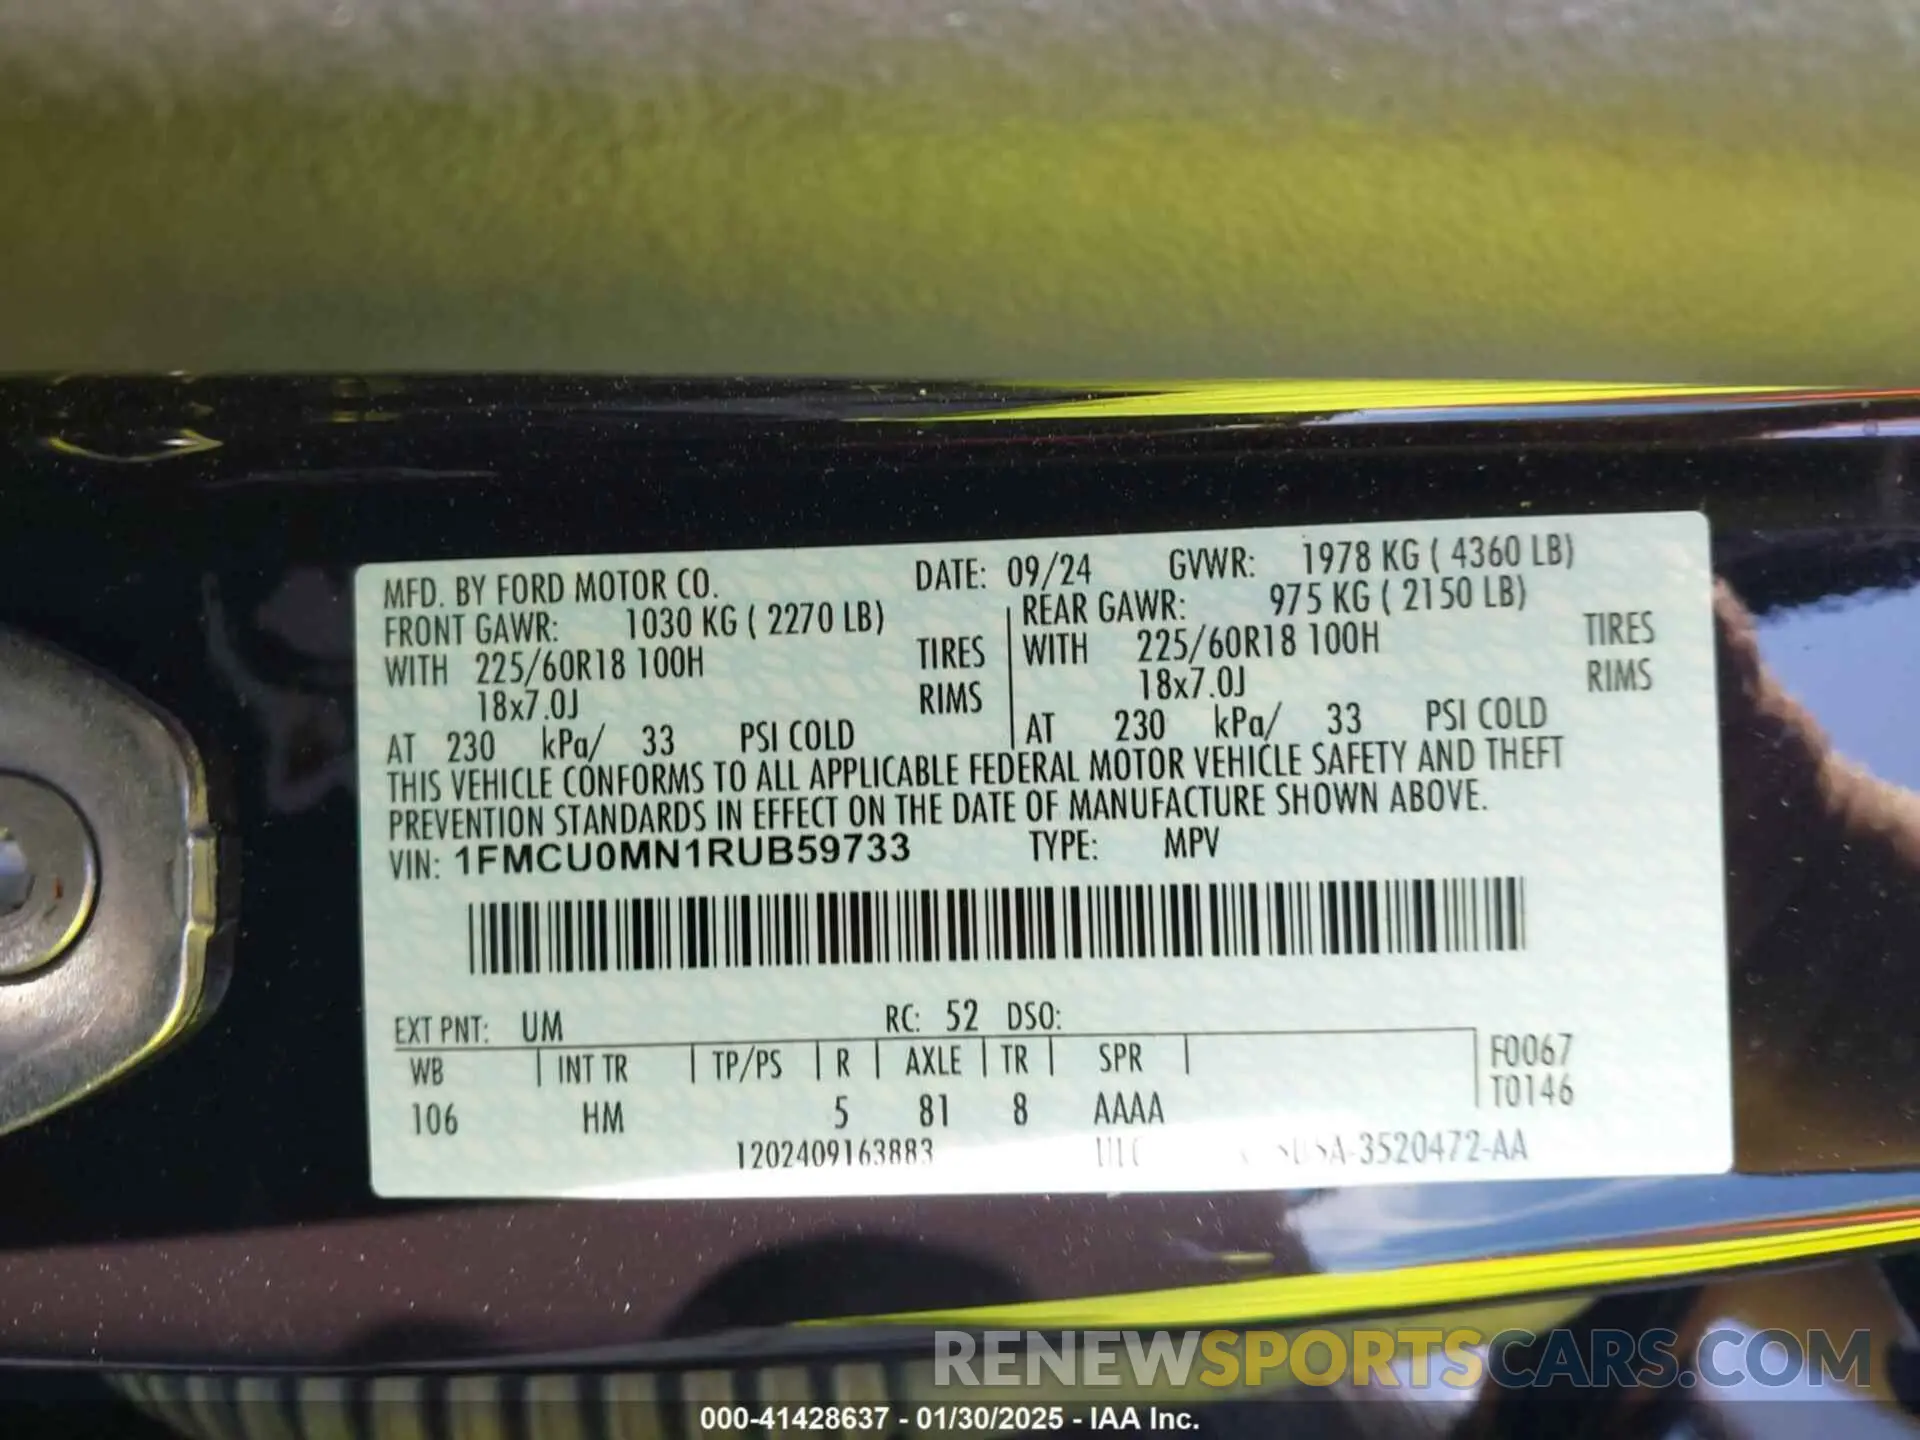 MFD. BY FORD MOTOR CO. DATE: 09/24 GVWR: 1978 KG ( 4360 LB)
FRONT GAWR: 1030 KG ( 2270 LB) REAR GAWR: 975 KG ( 2150 LB)
WITH 225/60R18 100H TIRES WITH 225/60R18 100H TIRES
18x7.0J RIMS 18x7.0J RIMS
AT 230 kPa/ 33 PSI COLD AT 230 kPa/ 33 PSI COLD
THIS VEHICLE CONFORMS TO ALL APPLICABLE FEDERAL MOTOR VEHICLE SAFETY AND THEFT
PREVENTION STANDARDS IN EFFECT ON THE DATE OF MANUFACTURE SHOWN ABOVE.
VIN: 1FMCU0MN1RUB59733 TYPE: MPV
EXT PNT: UM RC: 52 DSO:
WB INT TR TP/PS R AXLE TR SPR F0067
T0146
106 HM 5 81 8 AAAA
1202409163883
RENEWSPORTSCARS.COM
000-41428637 - 01/30/2025 - IAA Inc.